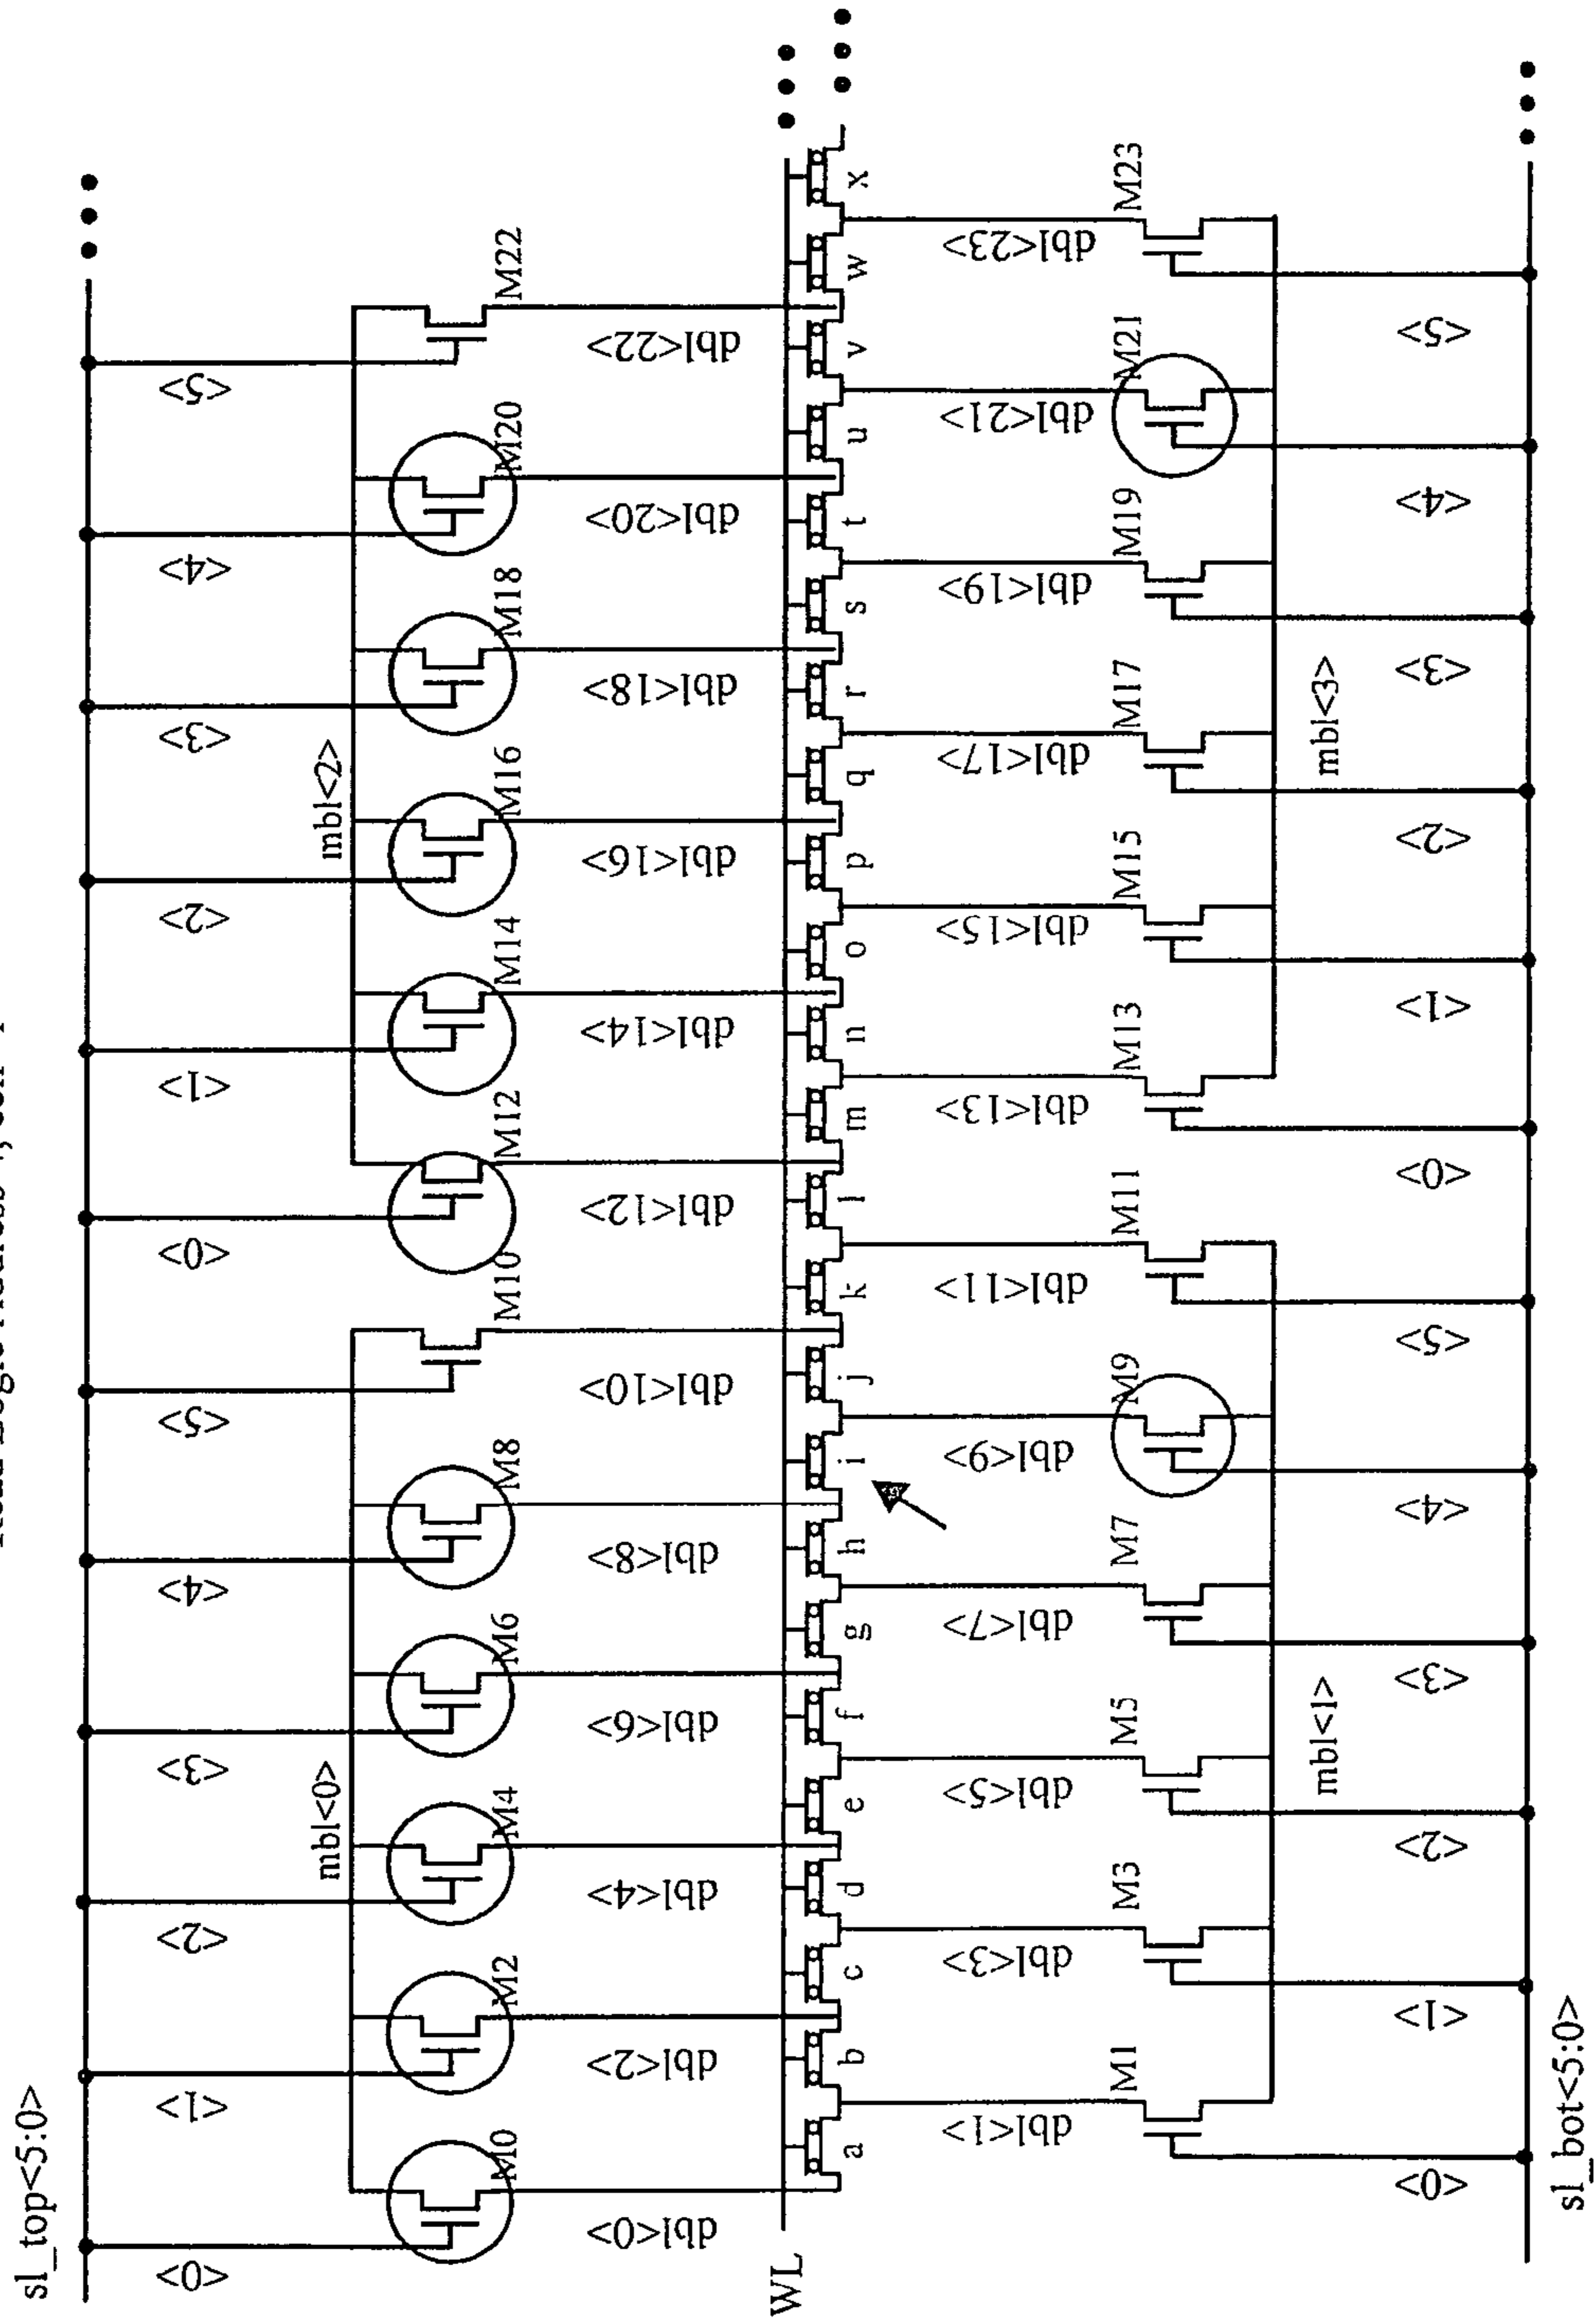 sl_top<5:0>
<0>
<1>
<2>
<3>
<4>
<5>
<0>
<1>
<2>
<3>
<4>
<5>
mbl<0>
mbl<2>
M0
M2
M4
M6
M8
M10
M12
M14
M16
M18
M20
M22
dbl<0>
dbl<2>
dbl<4>
dbl<6>
dbl<8>
dbl<10>
dbl<12>
dbl<14>
dbl<16>
dbl<18>
dbl<20>
dbl<22>
WL
a
b
c
d
e
f
g
h
i
j
k
l
m
n
o
p
q
r
s
t
u
v
w
x
dbl<1>
dbl<3>
dbl<5>
dbl<7>
dbl<9>
dbl<11>
dbl<13>
dbl<15>
dbl<17>
dbl<19>
dbl<21>
dbl<23>
M1
M3
M5
M7
M9
M11
M13
M15
M17
M19
M21
M23
mbl<1>
mbl<3>
<0>
<1>
<2>
<3>
<4>
<5>
<0>
<1>
<2>
<3>
<4>
<5>
sl_bot<5:0>